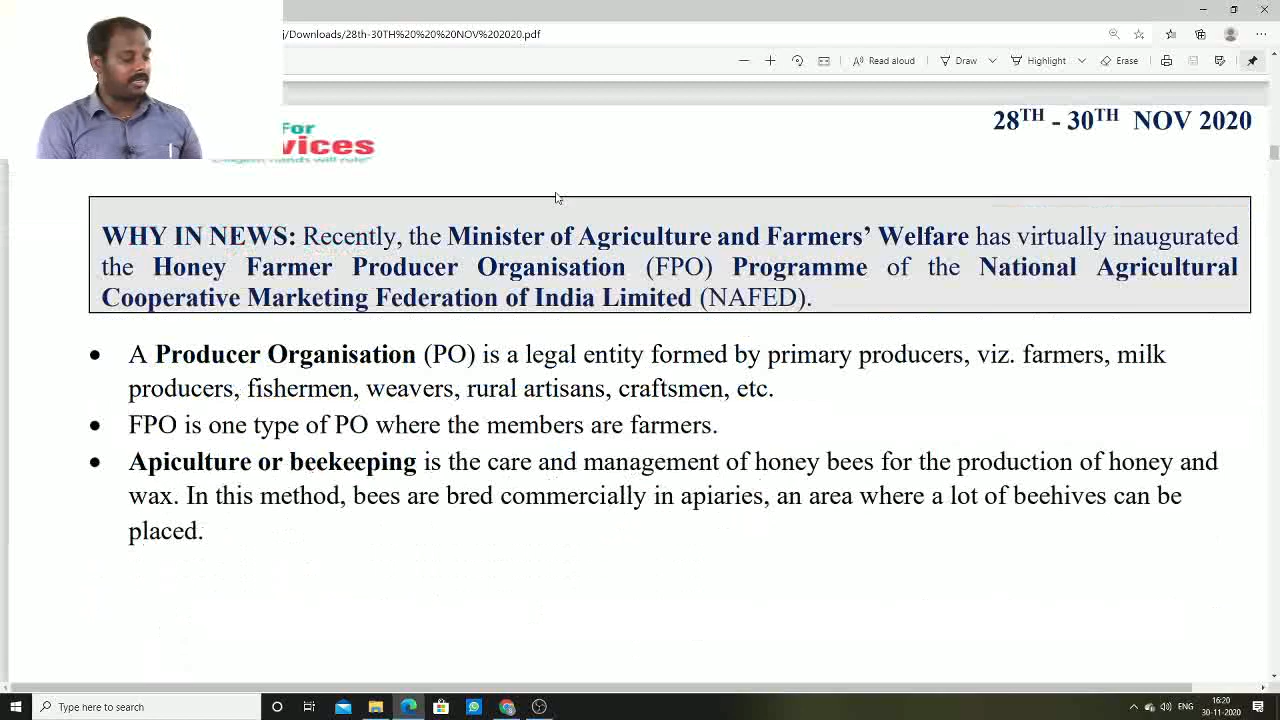 j/Downloads/28th-30TH%20%20%20NOV%202020.pdf
Read aloud
Draw
Highlight
Erase
For
vices
28TH - 30TH NOV 2020
WHY IN NEWS: Recently, the Minister of Agriculture and Farmers’ Welfare has virtually inaugurated
the Honey Farmer Producer Organisation (FPO) Programme of the National Agricultural
Cooperative Marketing Federation of India Limited (NAFED).
• A Producer Organisation (PO) is a legal entity formed by primary producers, viz. farmers, milk
producers, fishermen, weavers, rural artisans, craftsmen, etc.
• FPO is one type of PO where the members are farmers.
• Apiculture or beekeeping is the care and management of honey bees for the production of honey and
wax. In this method, bees are bred commercially in apiaries, an area where a lot of beehives can be
placed.
Type here to search
ENG
16:20
30-11-2020